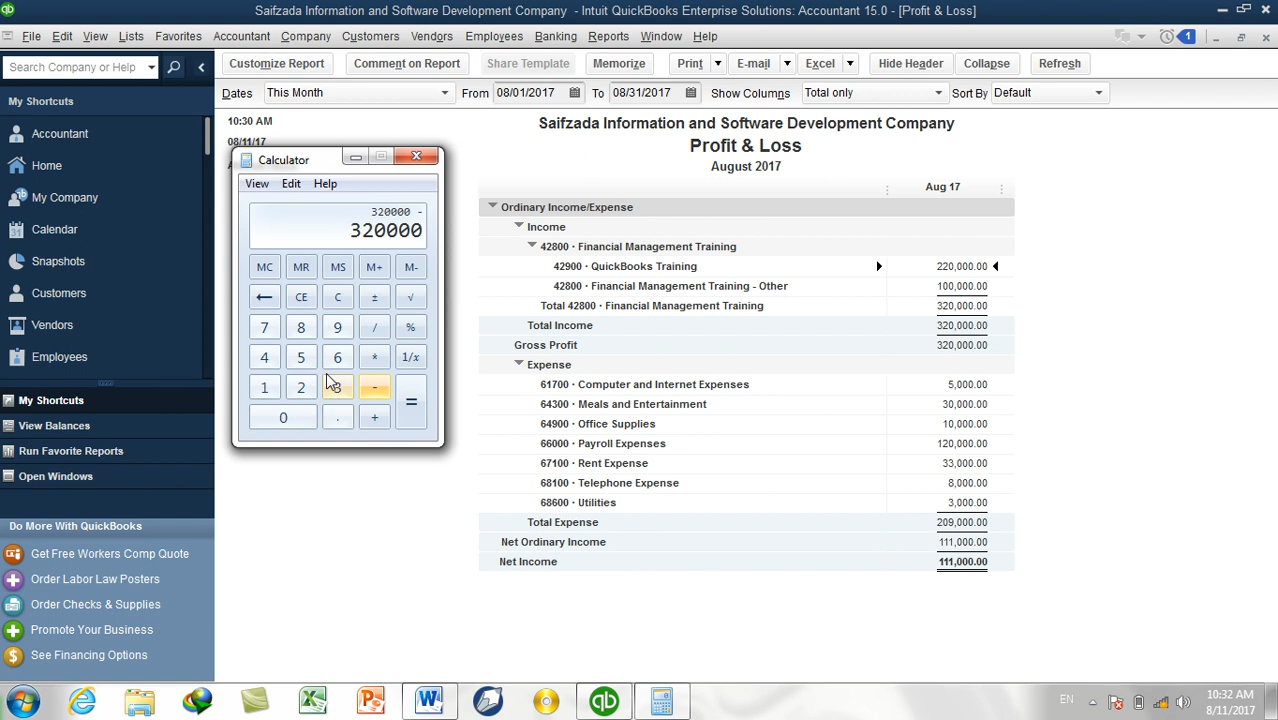 Saifzada Information and Software Development Company - Intuit QuickBooks Enterprise Solutions: Accountant 15.0 - [Profit & Loss]
File Edit View Lists Favorites Accountant Company Customers Vendors Employees Banking Reports Window Help 1
Search Company or Help
My Shortcuts
Accountant
Home
My Company
Calendar
Snapshots
Customers
Vendors
Employees
My Shortcuts
View Balances
Run Favorite Reports
Open Windows
Do More With QuickBooks
Get Free Workers Comp Quote
Order Labor Law Posters
Order Checks & Supplies
Promote Your Business
See Financing Options
Customize Report Comment on Report Share Template Memorize Print E-mail Excel Hide Header Collapse Refresh
Dates This Month From 08/01/2017 To 08/31/2017 Show Columns Total only Sort By Default
10:30 AM
08/11/17
Calculator
View Edit Help
320000 -
320000
MC MR MS M+ M-
← CE C ± √
7 8 9 / %
4 5 6 * 1/x
1 2 3 - =
0 . +
Saifzada Information and Software Development Company
Profit & Loss
August 2017
Aug 17
Ordinary Income/Expense
Income
42800 · Financial Management Training
42900 · QuickBooks Training 220,000.00
42800 · Financial Management Training - Other 100,000.00
Total 42800 · Financial Management Training 320,000.00
Total Income 320,000.00
Gross Profit 320,000.00
Expense
61700 · Computer and Internet Expenses 5,000.00
64300 · Meals and Entertainment 30,000.00
64900 · Office Supplies 10,000.00
66000 · Payroll Expenses 120,000.00
67100 · Rent Expense 33,000.00
68100 · Telephone Expense 8,000.00
68600 · Utilities 3,000.00
Total Expense 209,000.00
Net Ordinary Income 111,000.00
Net Income 111,000.00
EN
10:32 AM
8/11/2017